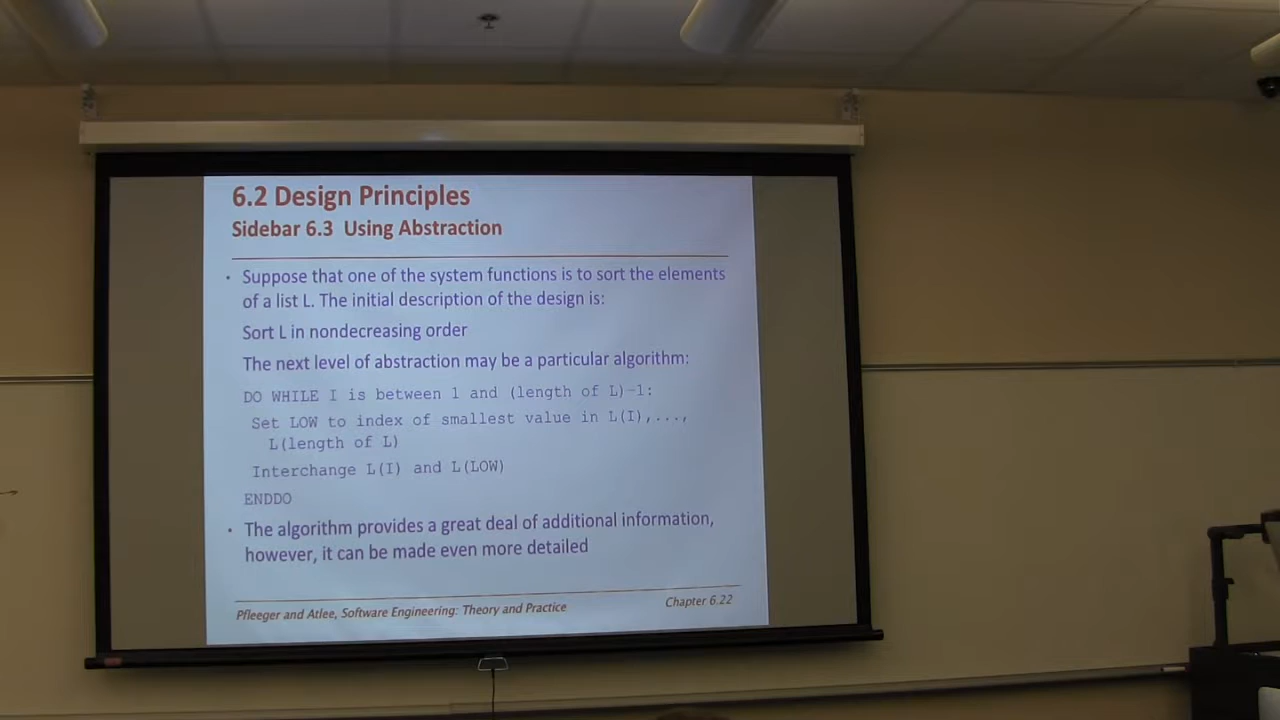 6.2 Design Principles
Sidebar 6.3 Using Abstraction
• Suppose that one of the system functions is to sort the elements
of a list L. The initial description of the design is:
Sort L in nondecreasing order
The next level of abstraction may be a particular algorithm:
DO WHILE I is between 1 and (length of L)-1:
Set LOW to index of smallest value in L(I),...,
L(length of L)
Interchange L(I) and L(LOW)
ENDDO
• The algorithm provides a great deal of additional information,
however, it can be made even more detailed
Pfleeger and Atlee, Software Engineering: Theory and Practice
Chapter 6.22